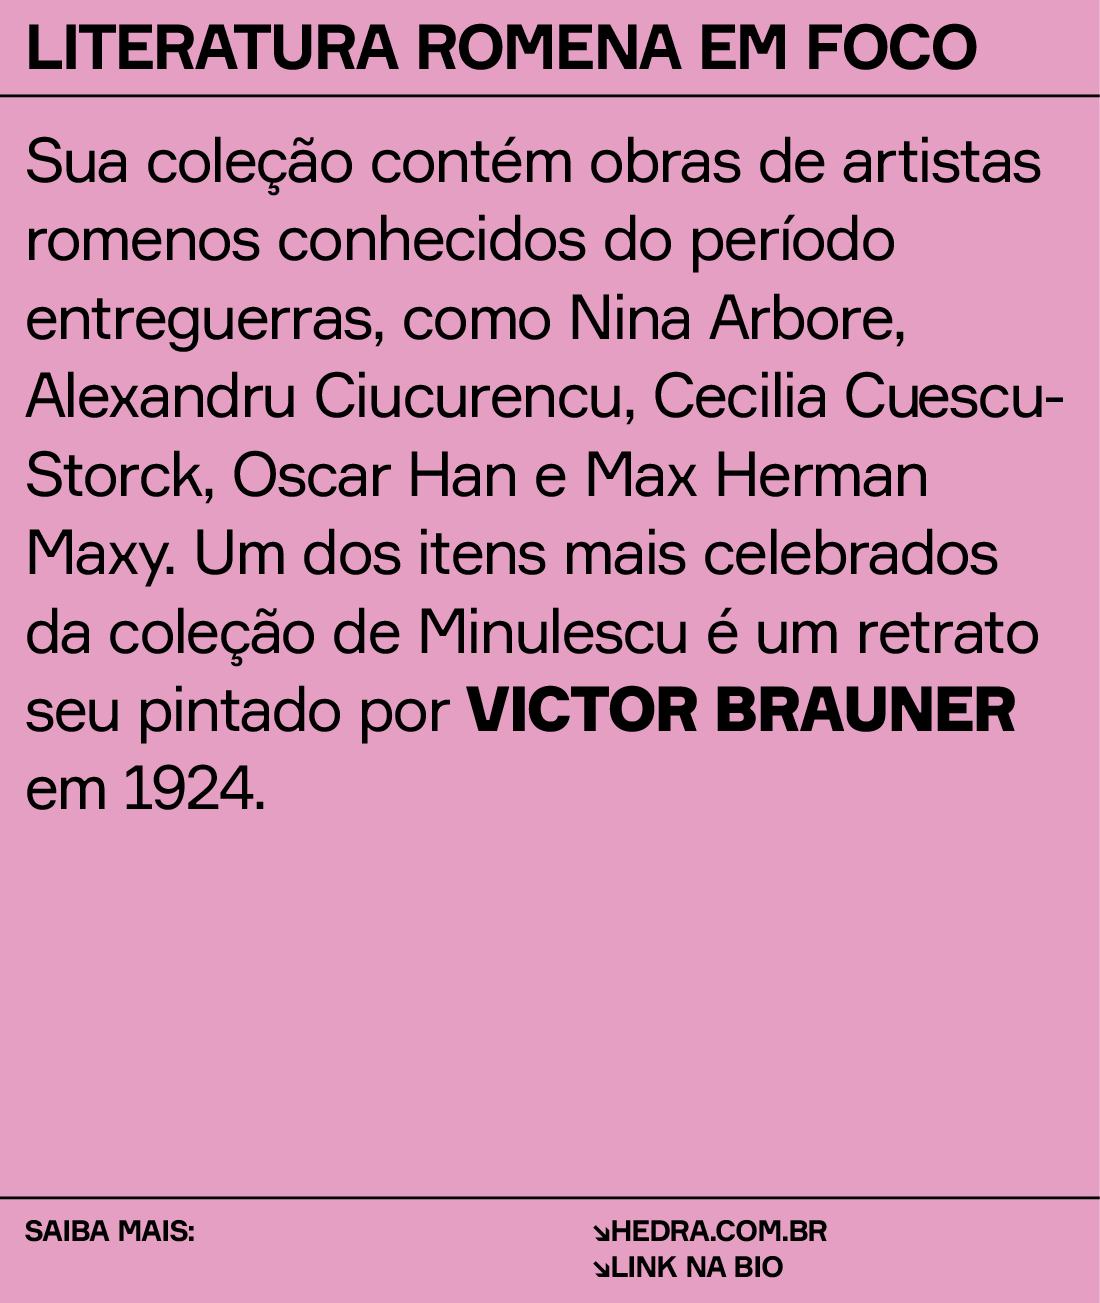 LITERATURA ROMENA EM FOCO
Sua coleção contém obras de artistas
romenos conhecidos do período
entreguerras, como Nina Arbore,
Alexandru Ciucurencu, Cecilia Cuescu-
Storck, Oscar Han e Max Herman
Maxy. Um dos itens mais celebrados
da coleção de Minulescu é um retrato
seu pintado por VICTOR BRAUNER
em 1924.
SAIBA MAIS:
↘HEDRA.COM.BR
↘LINK NA BIO